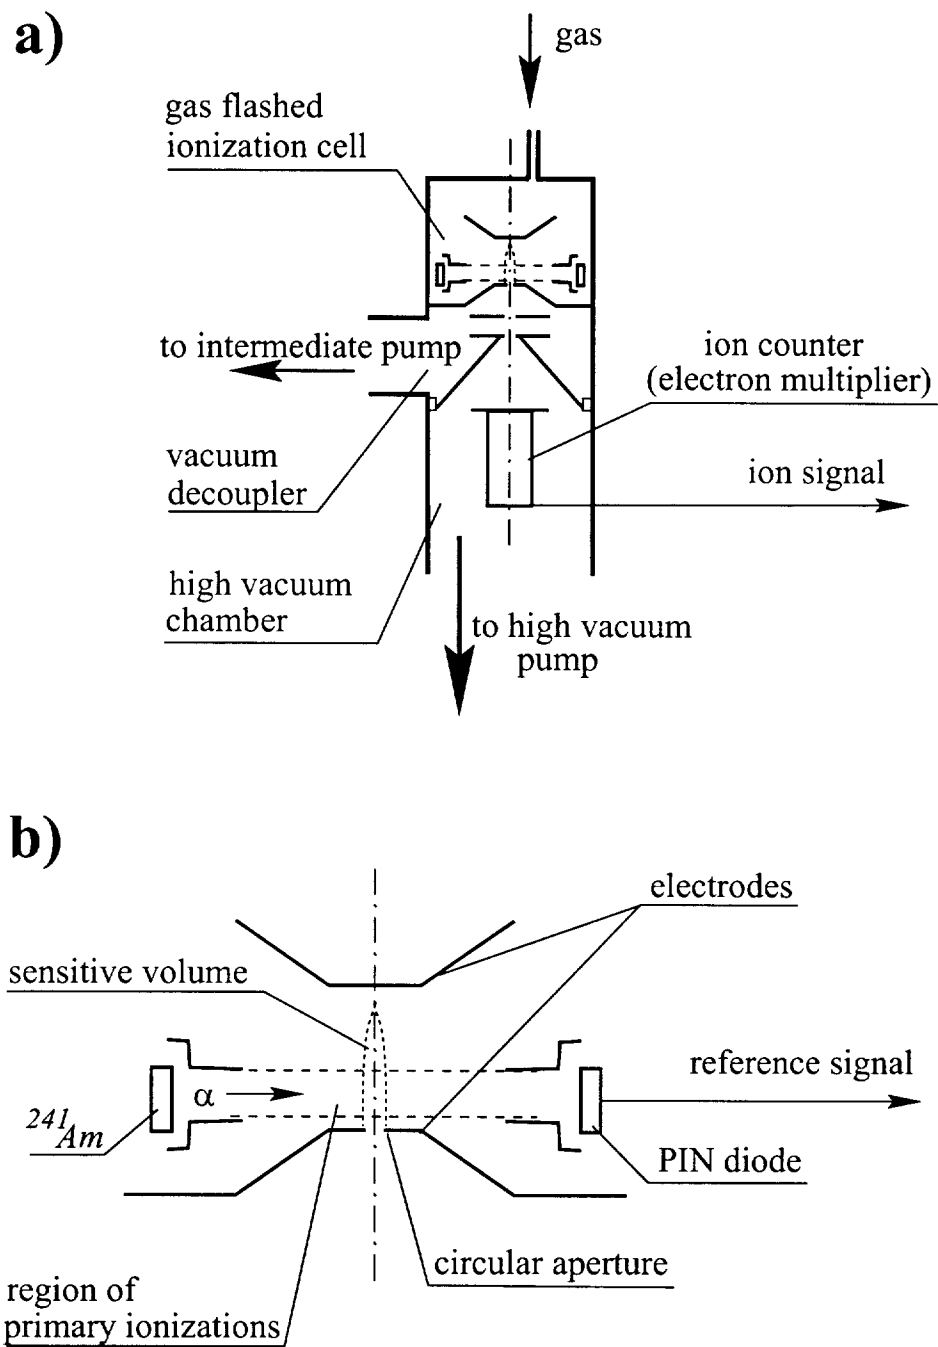 a)
gas
gas flashed
ionization cell
to intermediate pump
ion counter
(electron multiplier)
vacuum
decoupler
ion signal
high vacuum
chamber
to high vacuum
pump
b)
electrodes
sensitive volume
reference signal
α
241Am
PIN diode
circular aperture
region of
primary ionizations